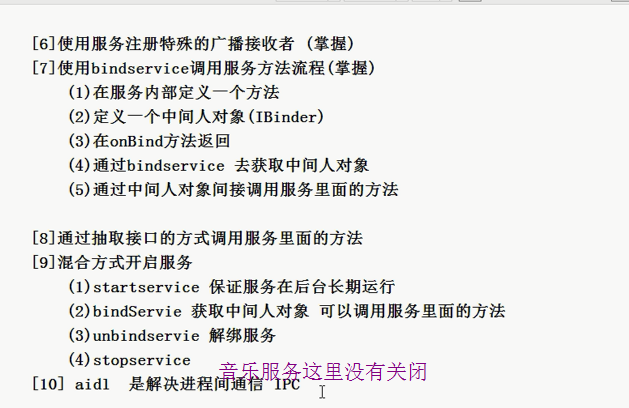 [6]使用服务注册特殊的广播接收者 (掌握)
[7]使用bindservice调用服务方法流程(掌握)
(1)在服务内部定义一个方法
(2)定义一个中间人对象(IBinder)
(3)在onBind方法返回
(4)通过bindservice 去获取中间人对象
(5)通过中间人对象间接调用服务里面的方法
[8]通过抽取接口的方式调用服务里面的方法
[9]混合方式开启服务
(1)startservice 保证服务在后台长期运行
(2)bindServie 获取中间人对象 可以调用服务里面的方法
(3)unbindservie 解绑服务
(4)stopservice
音乐服务这里没有关闭
[10] aidl 是解决进程间通信 IPC